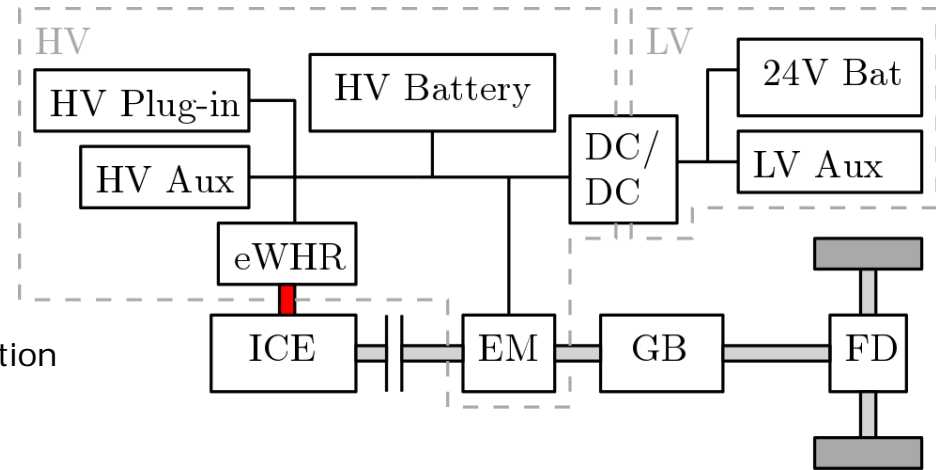 HV
LV
HV Plug-in
HV Battery
24V Bat
HV Aux
DC/
DC
LV Aux
eWHR
tion
ICE
EM
GB
FD